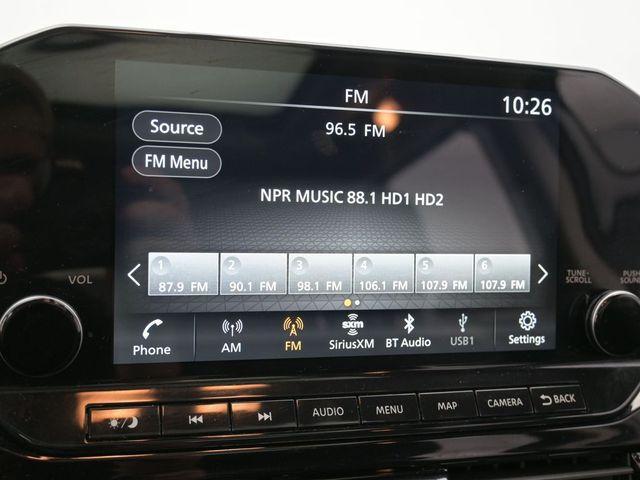 FM
10:26
Source
96.5 FM
FM Menu
NPR MUSIC 88.1 HD1 HD2
1 2 3 4 5 6
87.9 FM 90.1 FM 98.1 FM 106.1 FM 107.9 FM 107.9 FM
VOL
TUNE-
SCROLL
PUSH
SOUND
sxm
Phone AM FM SiriusXM BT Audio USB1 Settings
AUDIO MENU MAP CAMERA BACK